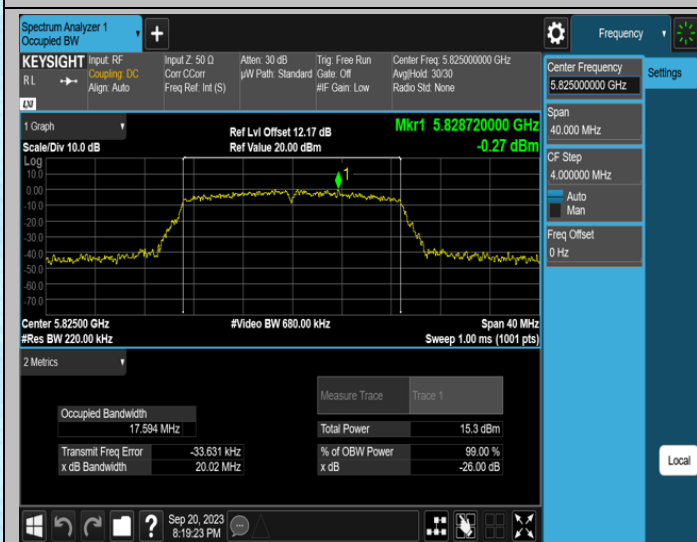 Spectrum Analyzer 1
Occupied BW
+
Frequency
KEYSIGHT
R L
LXI
Input: RF
Coupling: DC
Align: Auto
Input Z: 50 Ω
Corr CCorr
Freq Ref: Int (S)
Atten: 30 dB
µW Path: Standard
Trig: Free Run
Gate: Off
#IF Gain: Low
Center Freq: 5.825000000 GHz
Avg|Hold: 30/30
Radio Std: None
1 Graph
Scale/Div 10.0 dB
Ref Lvl Offset 12.17 dB
Ref Value 20.00 dBm
Mkr1 5.828720000 GHz
-0.27 dBm
Log
10.0
0.00
-10.0
-20.0
-30.0
-40.0
-50.0
-60.0
-70.0
1
Center 5.82500 GHz
#Res BW 220.00 kHz
#Video BW 680.00 kHz
Span 40 MHz
Sweep 1.00 ms (1001 pts)
2 Metrics
Measure Trace
Trace 1
Occupied Bandwidth
17.594 MHz
Total Power
15.3 dBm
Transmit Freq Error
-33.631 kHz
% of OBW Power
99.00 %
x dB Bandwidth
20.02 MHz
x dB
-26.00 dB
Center Frequency
5.825000000 GHz
Settings
Span
40.000 MHz
CF Step
4.000000 MHz
Auto
Man
Freq Offset
0 Hz
Local
?
Sep 20, 2023
8:19:23 PM